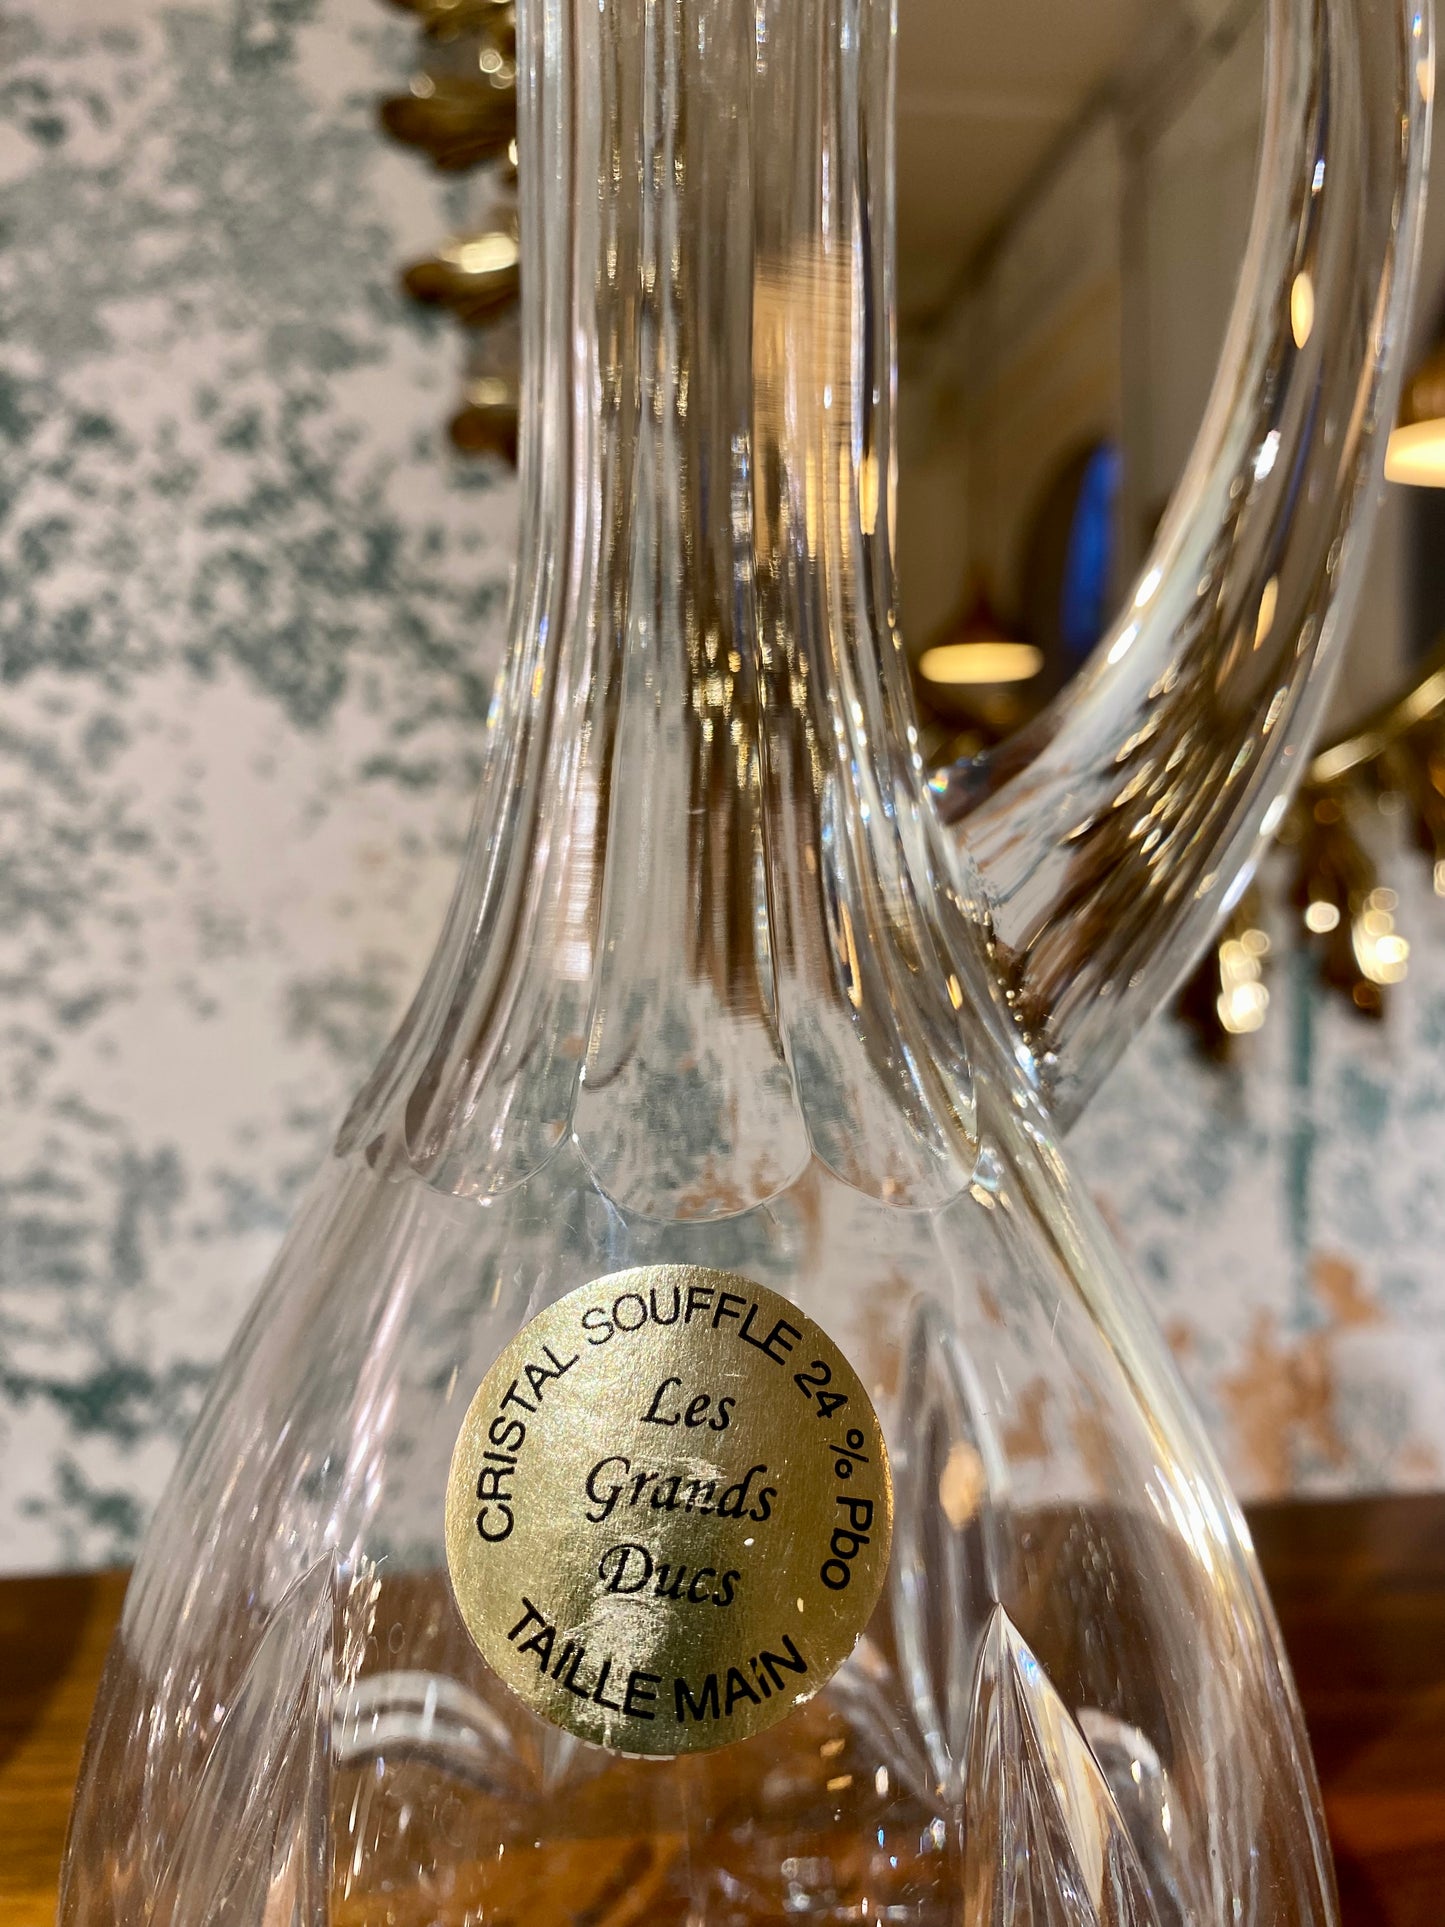 CRISTAL SOUFFLE 24 % Pbo
Les
Grands
Ducs
TAiLLE MAiN